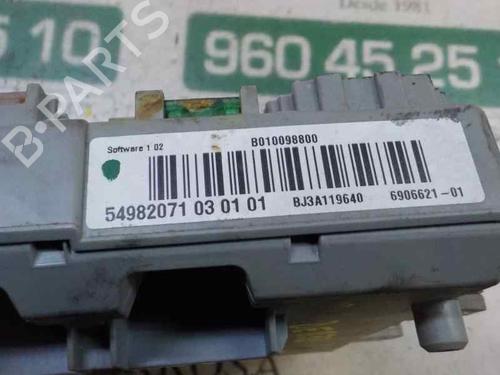 Desde 1981
5 10
960 45 25 1
B-PARTS
Software 1 02
B010098800
54982071 03 01 01
BJ3A119640
6906621-01